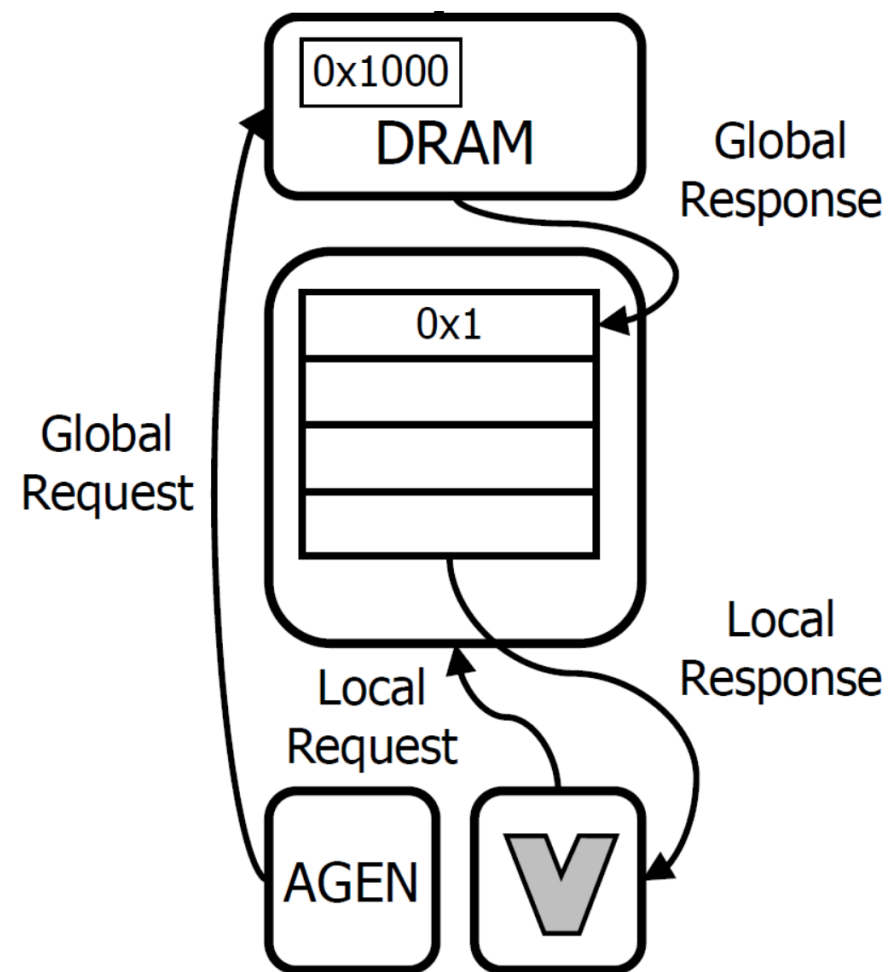 0x1000
DRAM
Global
Response
0x1
Global
Request
Local
Response
Local
Request
AGEN